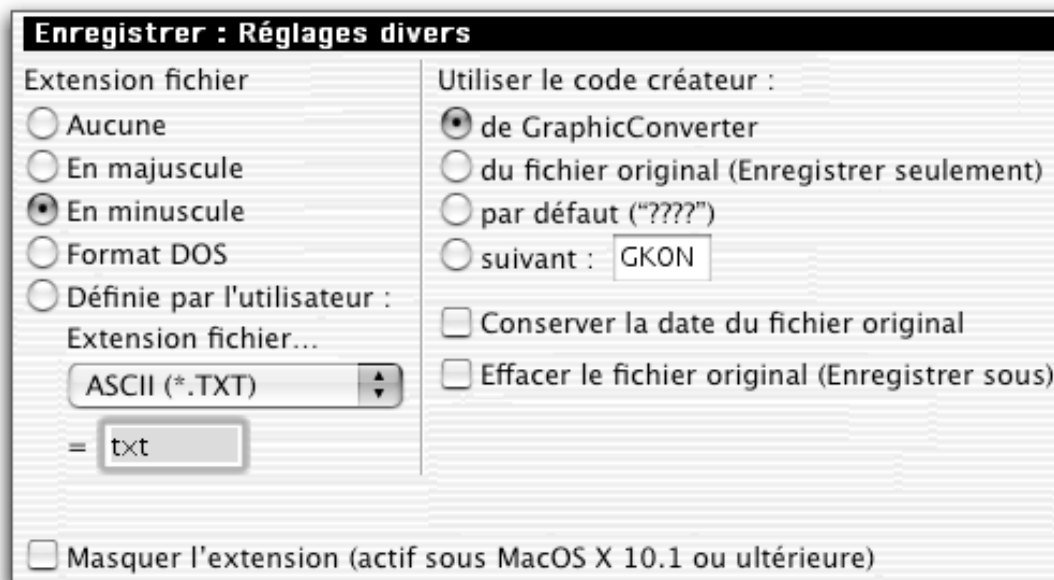 Enregistrer : Réglages divers
Extension fichier
Aucune
En majuscule
En minuscule
Format DOS
Définie par l'utilisateur :
Extension fichier...
ASCII (*.TXT)
= txt
Utiliser le code créateur :
de GraphicConverter
du fichier original (Enregistrer seulement)
par défaut (“????”)
suivant : GKON
Conserver la date du fichier original
Effacer le fichier original (Enregistrer sous)
Masquer l’extension (actif sous MacOS X 10.1 ou ultérieure)